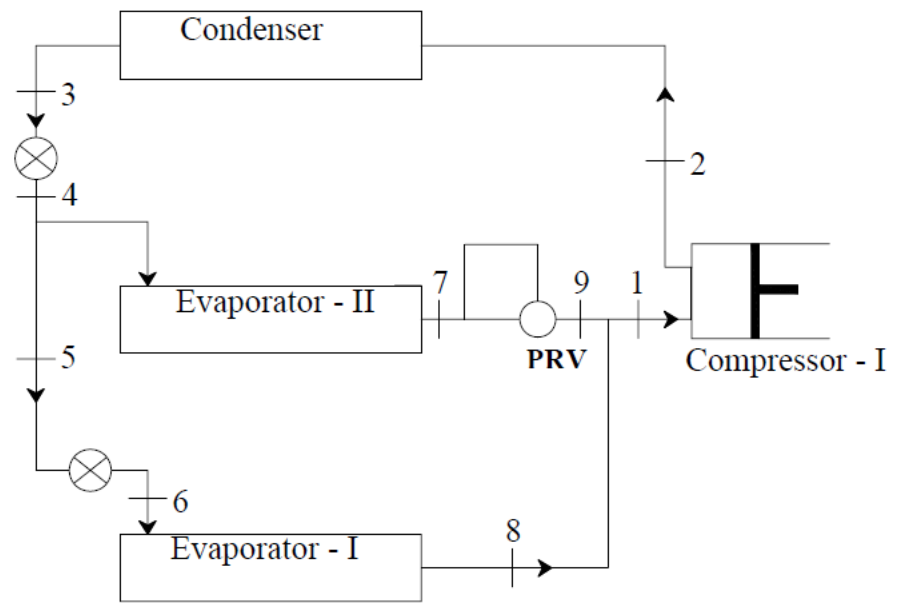 Condenser
3
2
4
7
9
1
Evaporator - II
PRV
Compressor - I
5
6
8
Evaporator - I